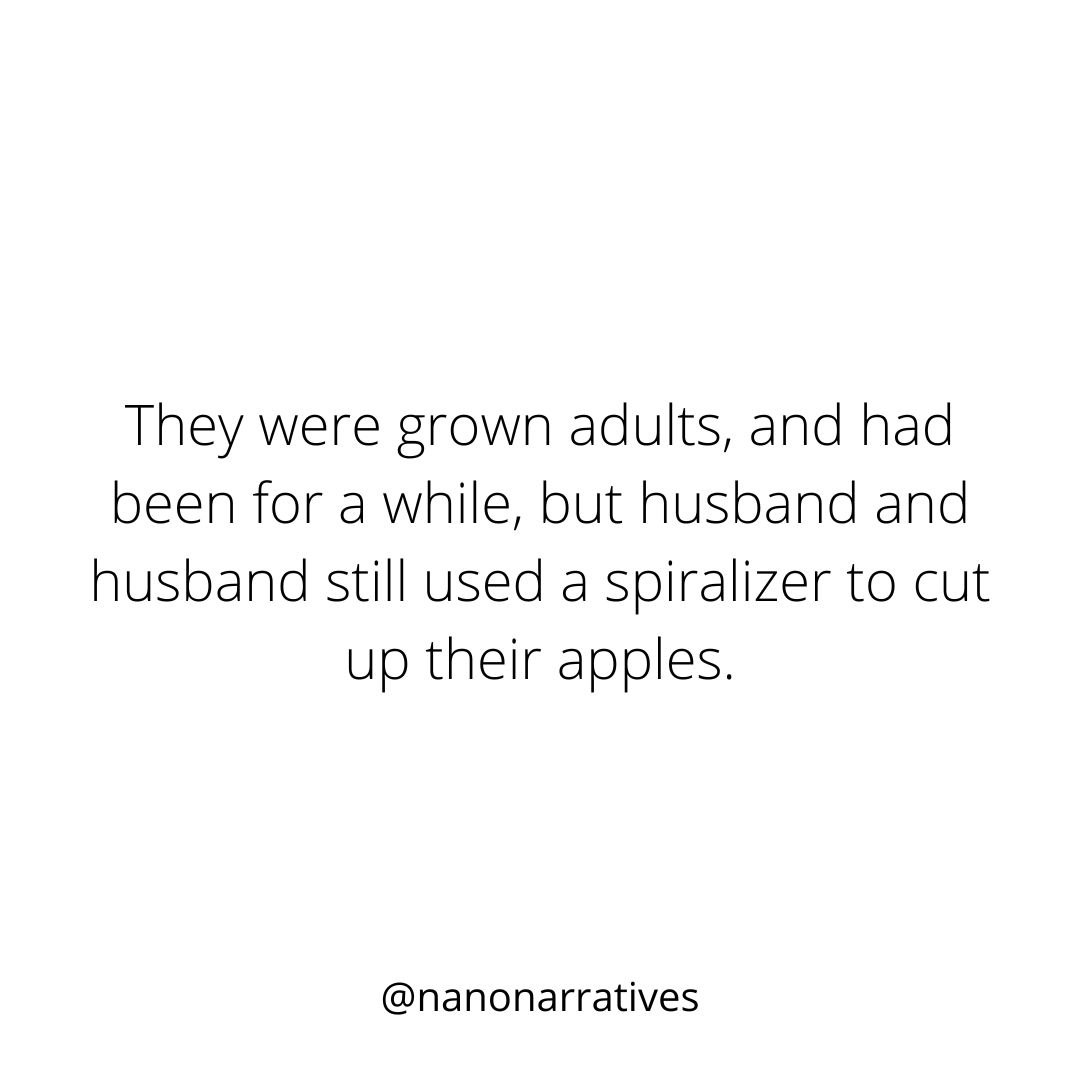 They were grown adults, and had
been for a while, but husband and
husband still used a spiralizer to cut
up their apples.
@nanonarratives